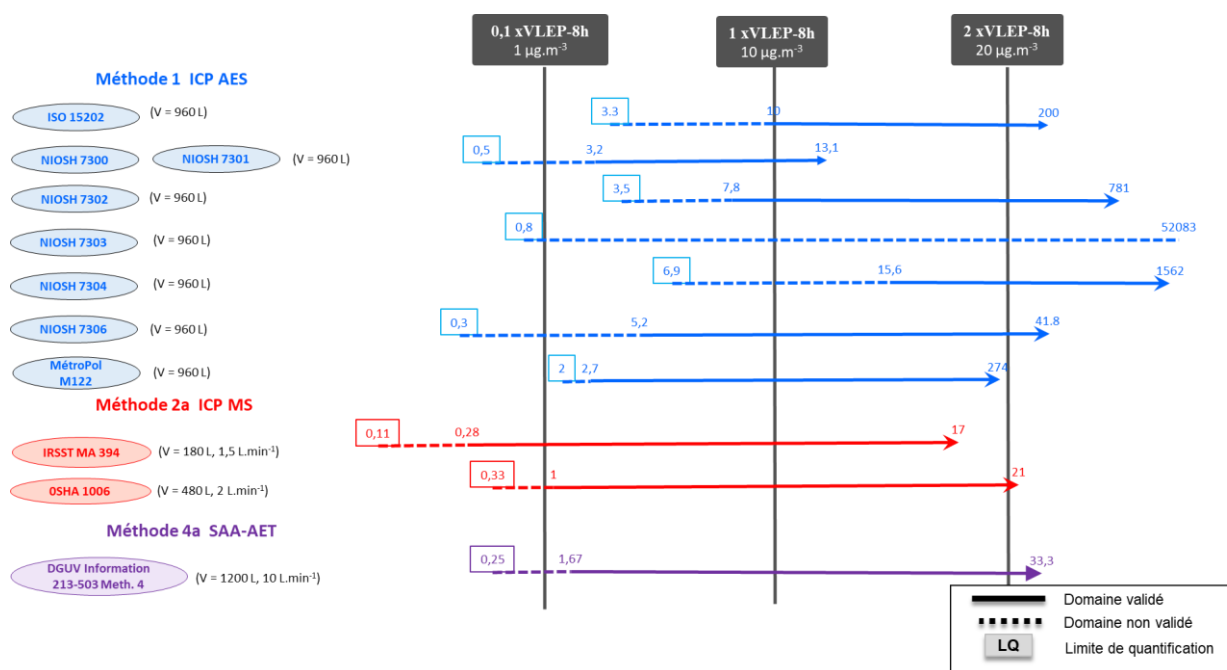 0,1 xVLEP-8h
1 µg.m⁻³
1 xVLEP-8h
10 µg.m⁻³
2 xVLEP-8h
20 µg.m⁻³
Méthode 1 ICP AES
ISO 15202 (V = 960 L) 3.3 10 200
NIOSH 7300 NIOSH 7301 (V = 960 L) 0,5 3,2 13,1
NIOSH 7302 (V = 960 L) 3,5 7,8 781
NIOSH 7303 (V = 960 L) 0,8 52083
NIOSH 7304 (V = 960 L) 6,9 15,6 1562
NIOSH 7306 (V = 960 L) 0,3 5,2 41.8
MétroPol
M122
(V = 960 L) 2 2,7 274
Méthode 2a ICP MS
IRSST MA 394 (V = 180 L, 1,5 L.min⁻¹) 0,11 0,28 17
0SHA 1006 (V = 480 L, 2 L.min⁻¹) 0,33 1 21
Méthode 4a SAA-AET
DGUV Information
213-503 Meth. 4
(V = 1200 L, 10 L.min⁻¹) 0,25 1,67 33,3
Domaine validé
Domaine non validé
LQ Limite de quantification